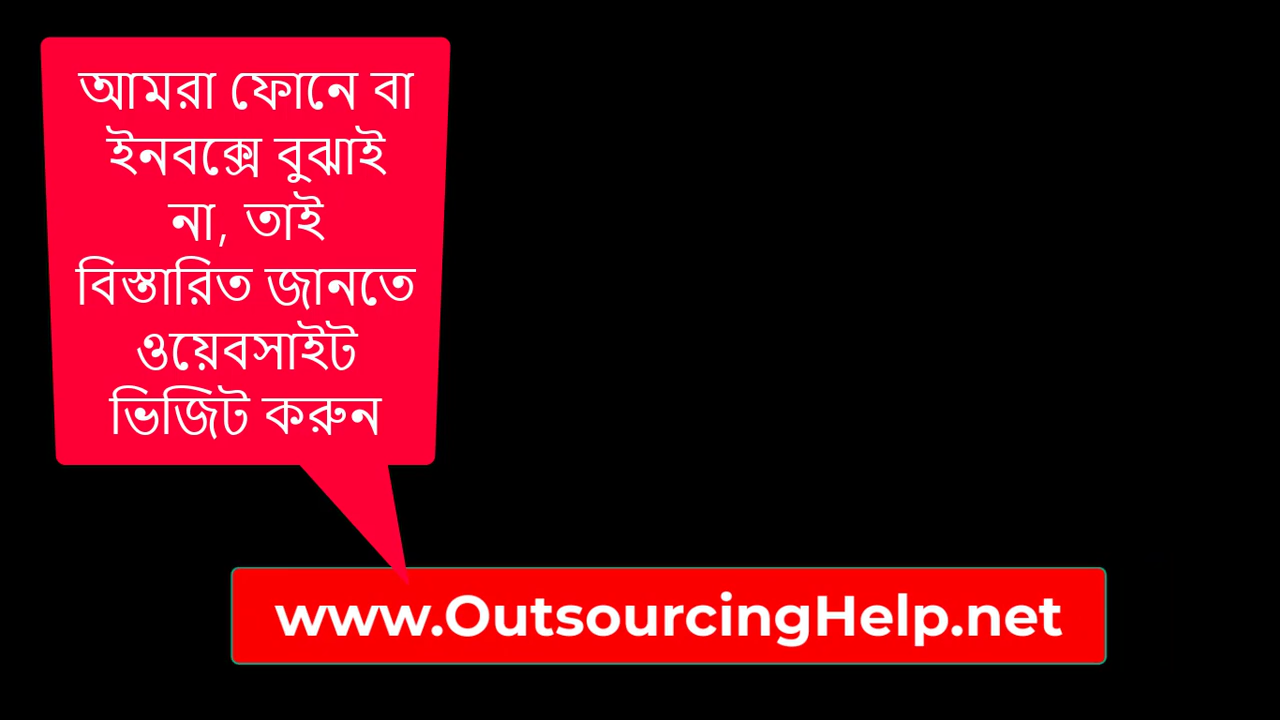 আমরা ফোনে বা
ইনবক্সে বুঝাই
না, তাই
বিস্তারিত জানতে
ওয়েবসাইট
ভিজিট করুন
www.OutsourcingHelp.net